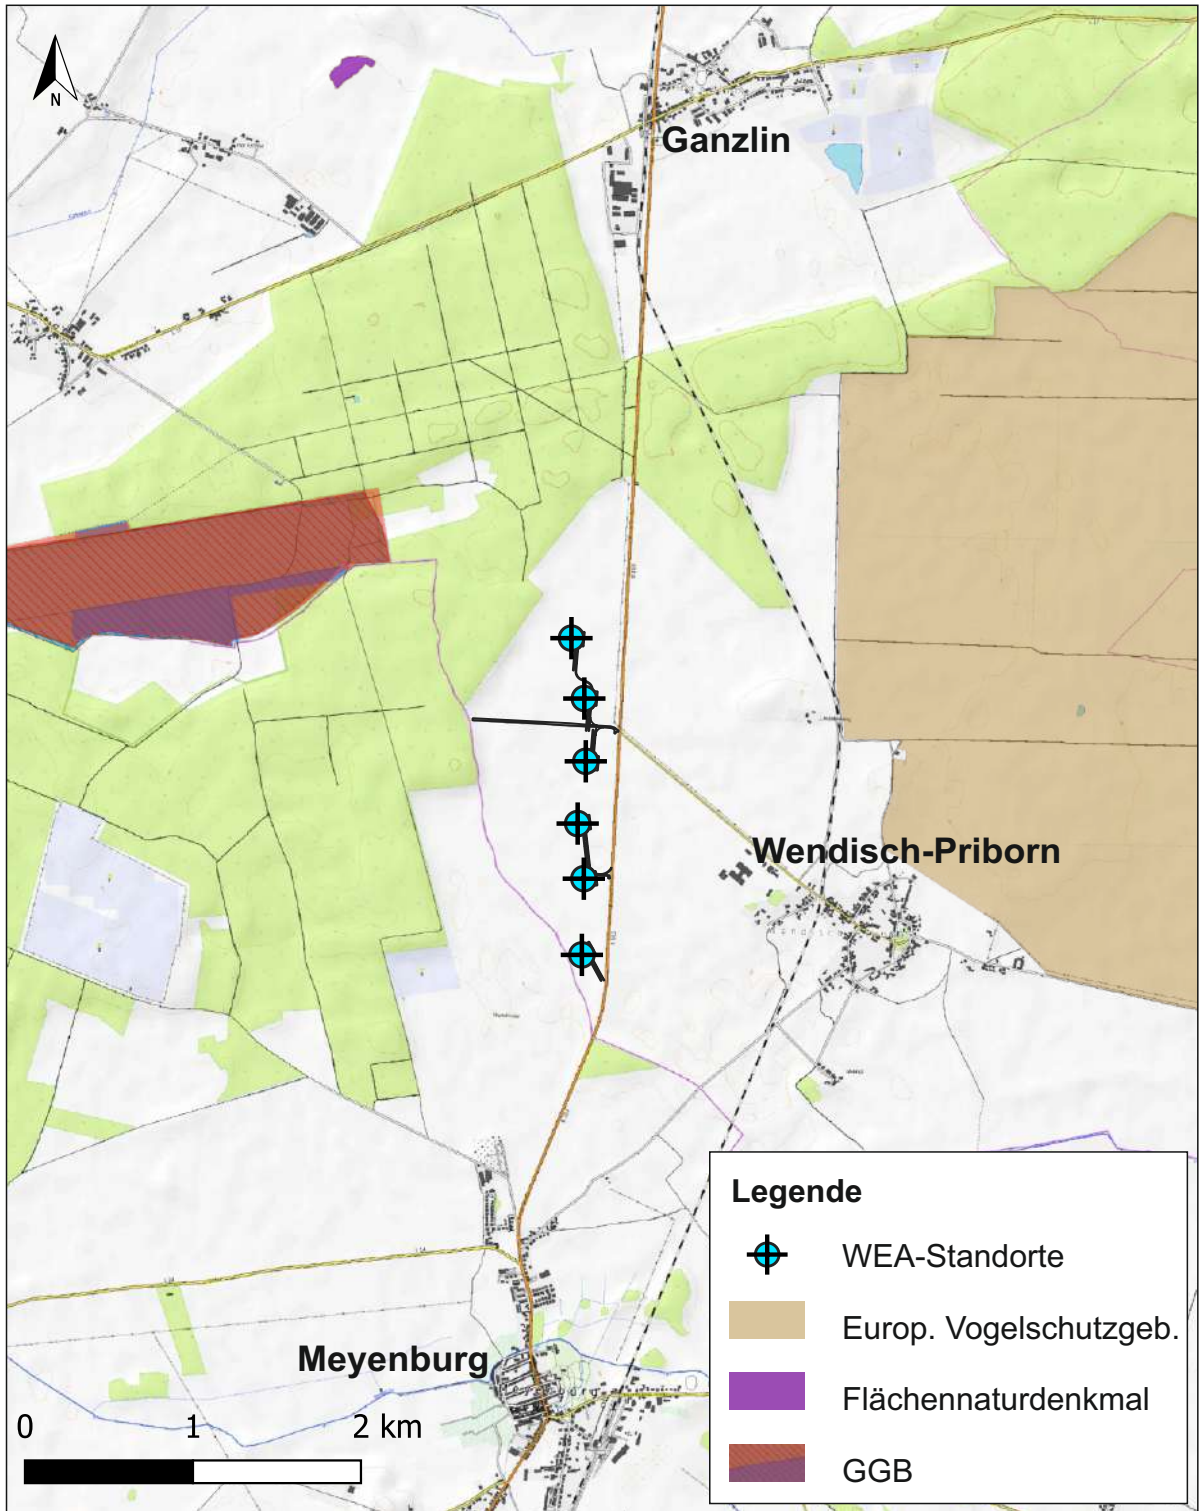 N
Ganzlin
Wendisch-Priborn
Meyenburg
0 1 2 km
Legende
WEA-Standorte
Europ. Vogelschutzgeb.
Flächennaturdenkmal
GGB